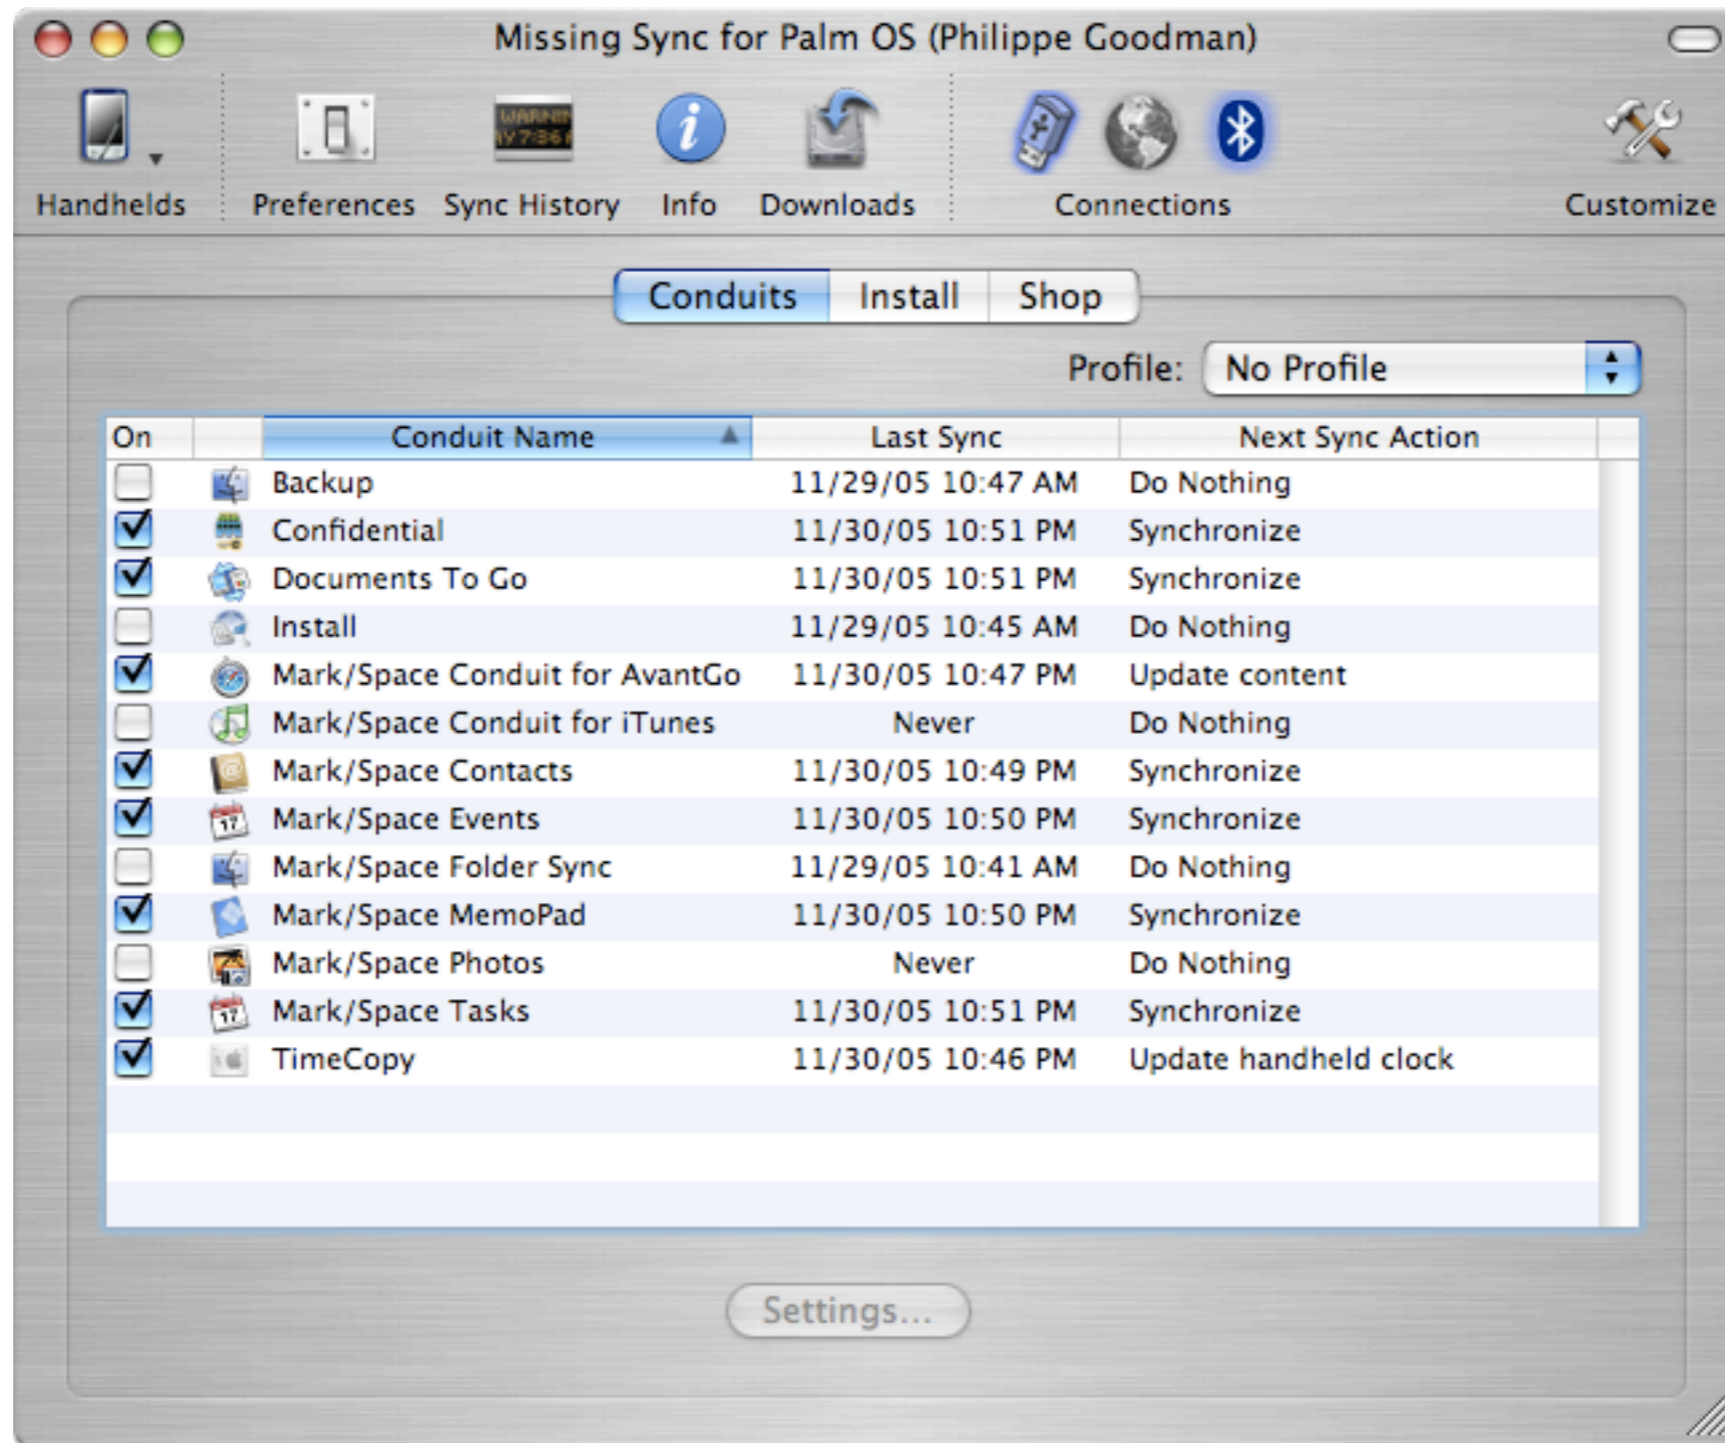 Missing Sync for Palm OS (Philippe Goodman)
Handhelds Preferences Sync History Info Downloads Connections Customize
Conduits Install Shop
Profile: No Profile
On Conduit Name Last Sync Next Sync Action
Backup 11/29/05 10:47 AM Do Nothing
Confidential 11/30/05 10:51 PM Synchronize
Documents To Go 11/30/05 10:51 PM Synchronize
Install 11/29/05 10:45 AM Do Nothing
Mark/Space Conduit for AvantGo 11/30/05 10:47 PM Update content
Mark/Space Conduit for iTunes Never Do Nothing
Mark/Space Contacts 11/30/05 10:49 PM Synchronize
Mark/Space Events 11/30/05 10:50 PM Synchronize
Mark/Space Folder Sync 11/29/05 10:41 AM Do Nothing
Mark/Space MemoPad 11/30/05 10:50 PM Synchronize
Mark/Space Photos Never Do Nothing
Mark/Space Tasks 11/30/05 10:51 PM Synchronize
TimeCopy 11/30/05 10:46 PM Update handheld clock
Settings...